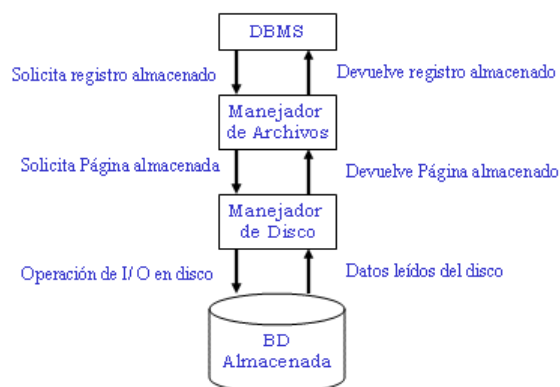 DBMS
Solicita registro almacenado
Devuelve registro almacenado
Manejador
de Archivos
Solicita Página almacenada
Devuelve Página almacenado
Manejador
de Disco
Operación de I/O en disco
Datos leídos del disco
BD
Almacenada